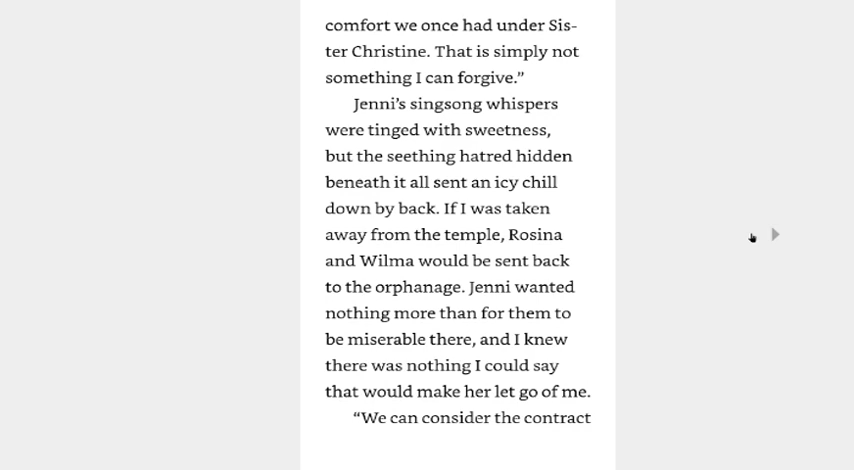 comfort we once had under Sis-
ter Christine. That is simply not
something I can forgive.”
Jenni’s singsong whispers
were tinged with sweetness,
but the seething hatred hidden
beneath it all sent an icy chill
down by back. If I was taken
away from the temple, Rosina
and Wilma would be sent back
to the orphanage. Jenni wanted
nothing more than for them to
be miserable there, and I knew
there was nothing I could say
that would make her let go of me.
“We can consider the contract